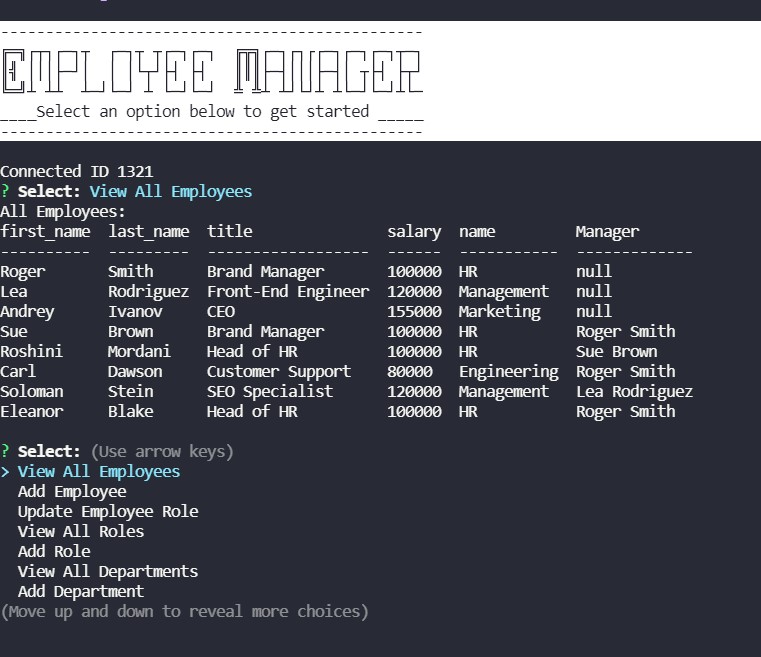 ----------------------------------------------
EMPLOYEE MANAGER
____Select an option below to get started _____
----------------------------------------------
Connected ID 1321
? Select: View All Employees
All Employees:
first_name  last_name  title               salary  name         Manager
----------  ---------  ------------------  ------  -----------  -------------
Roger       Smith      Brand Manager       100000  HR           null
Lea         Rodriguez  Front-End Engineer  120000  Management   null
Andrey      Ivanov     CEO                 155000  Marketing    null
Sue         Brown      Brand Manager       100000  HR           Roger Smith
Roshini     Mordani    Head of HR          100000  HR           Sue Brown
Carl        Dawson     Customer Support    80000   Engineering  Roger Smith
Soloman     Stein      SEO Specialist      120000  Management   Lea Rodriguez
Eleanor     Blake      Head of HR          100000  HR           Roger Smith
? Select: (Use arrow keys)
> View All Employees
  Add Employee
  Update Employee Role
  View All Roles
  Add Role
  View All Departments
  Add Department
(Move up and down to reveal more choices)